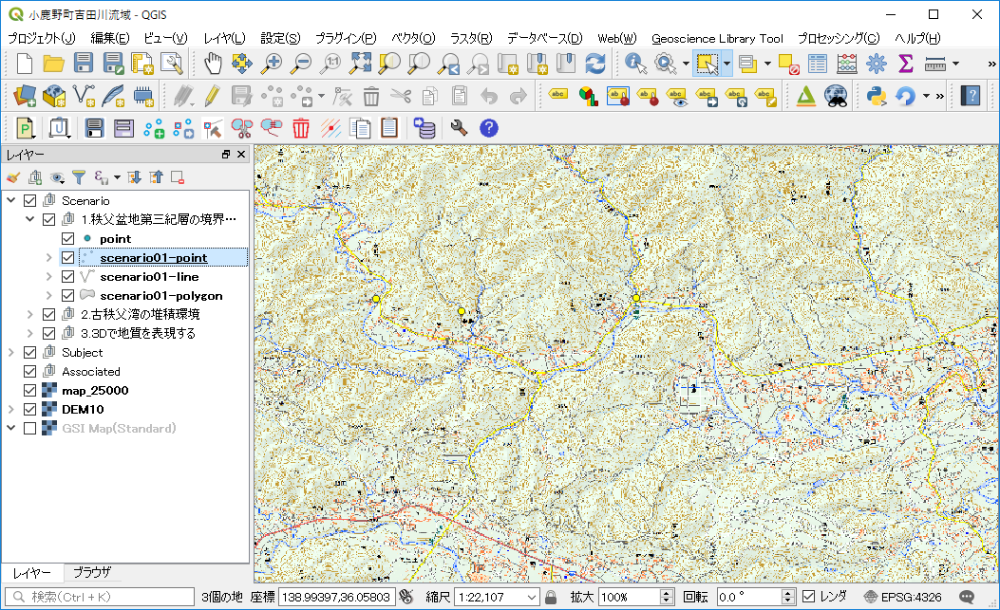 小鹿野町吉田川流域 - QGIS
プロジェクト(J) 編集(E) ビュー(V) レイヤ(L) 設定(S) プラグイン(P) ベクタ(O) ラスタ(R) データベース(D) Web(W) Geoscience Library Tool プロセッシング(C) ヘルプ(H)
レイヤー
Scenario
1.秩父盆地第三紀層の境界…
point
scenario01-point
scenario01-line
scenario01-polygon
2.古秩父湾の堆積環境
3.3Dで地質を表現する
Subject
Associated
map_25000
DEM10
GSI Map(Standard)
レイヤー ブラウザ
検索(Ctrl + K) 3個の地 座標 138.99397,36.05803 縮尺 1:22,107 拡大 100% 回転 0.0 ° レンダ EPSG:4326